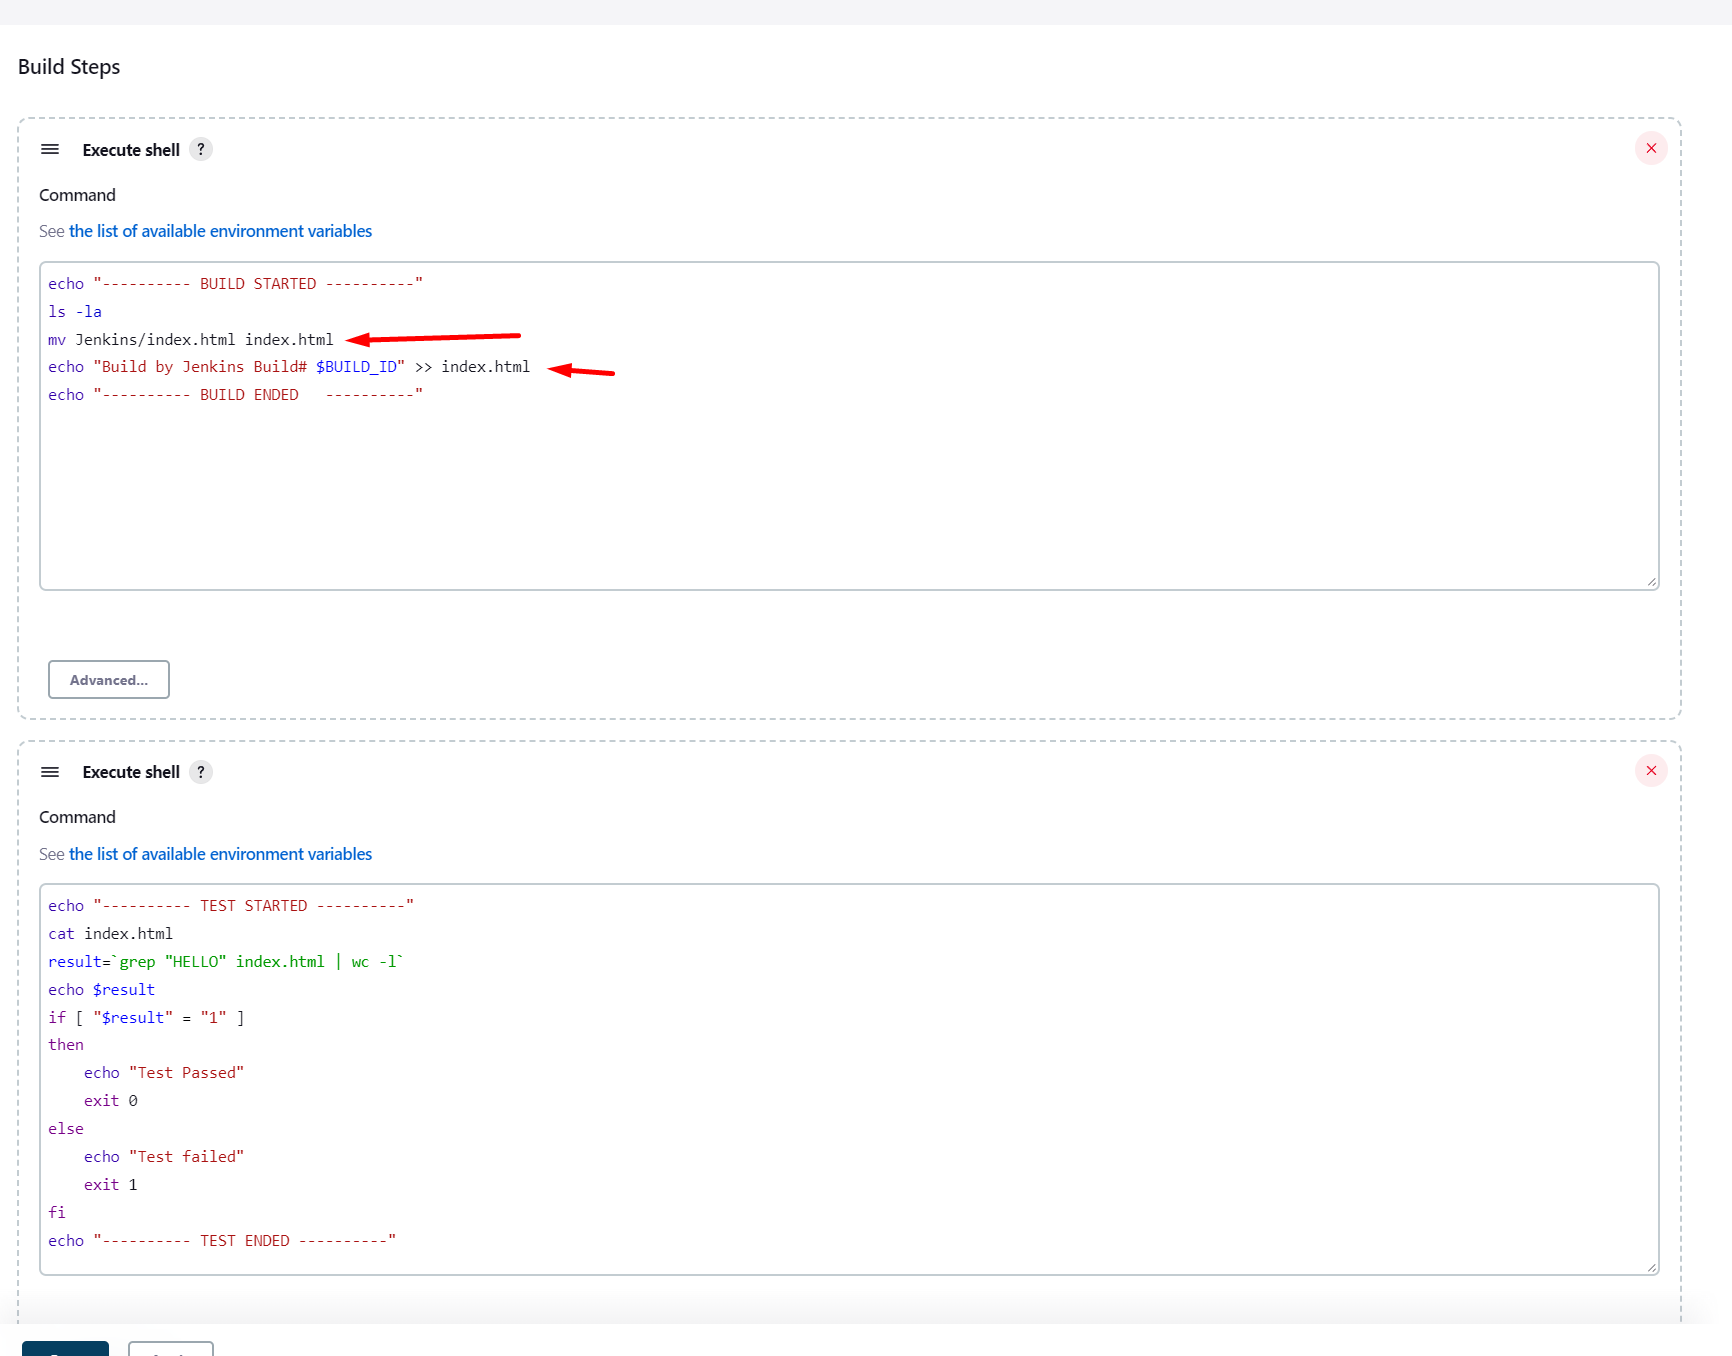 Build Steps
Execute shell ?
Command
See the list of available environment variables
echo "---------- BUILD STARTED ----------"
ls -la
mv Jenkins/index.html index.html
echo "Build by Jenkins Build# $BUILD_ID" >> index.html
echo "---------- BUILD ENDED   ----------"
Advanced...
Execute shell ?
Command
See the list of available environment variables
echo "---------- TEST STARTED ----------"
cat index.html
result=`grep "HELLO" index.html | wc -l`
echo $result
if [ "$result" = "1" ]
then
    echo "Test Passed"
    exit 0
else
    echo "Test failed"
    exit 1
fi
echo "---------- TEST ENDED ----------"